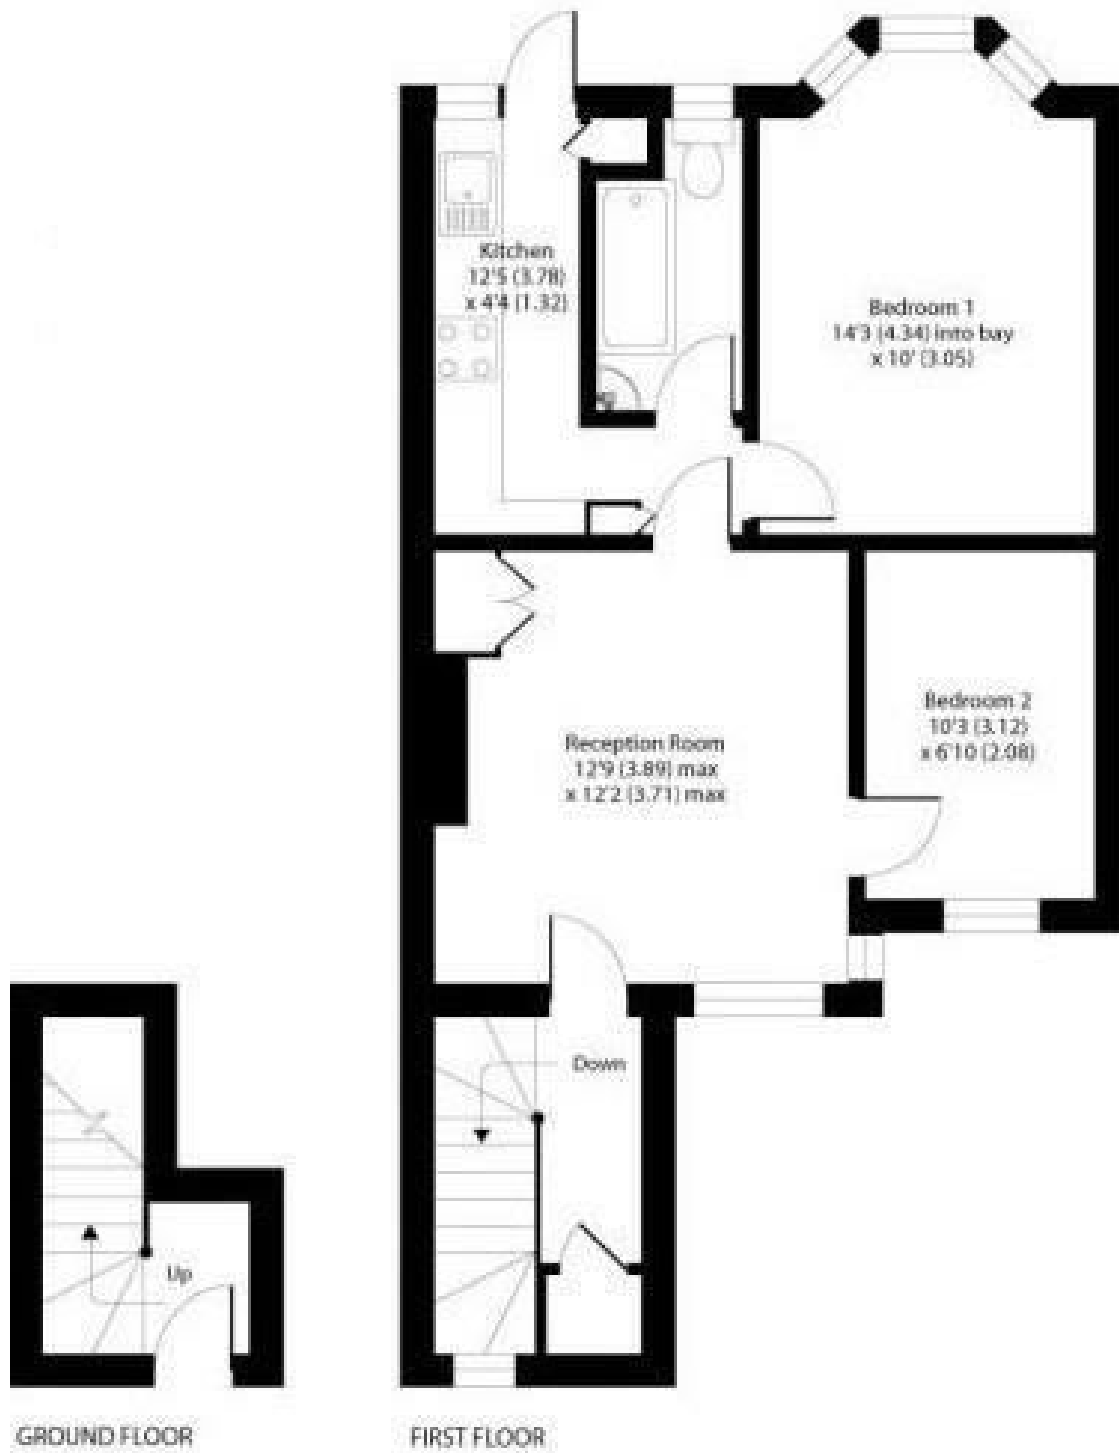 Kitchen
12'5 (3.78)
x 4'4 (1.32)
Bedroom 1
14'3 (4.34) into bay
x 10' (3.05)
Bedroom 2
10'3 (3.12)
x 6'10 (2.08)
Reception Room
12'9 (3.89) max
x 12'2 (3.71) max
Down
Up
GROUND FLOOR
FIRST FLOOR